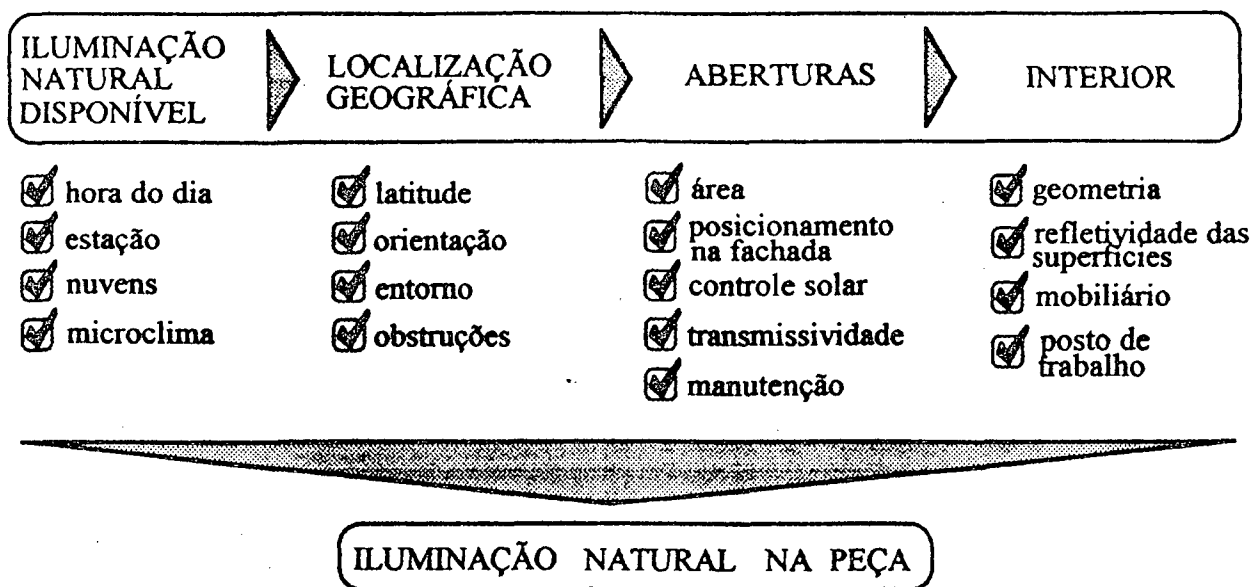 ILUMINAÇÃO
NATURAL
DISPONÍVEL
LOCALIZAÇÃO
GEOGRÁFICA
ABERTURAS
INTERIOR
hora do dia
estação
nuvens
microclima
latitude
orientação
entorno
obstruções
área
posicionamento
na fachada
controle solar
transmissividade
manutenção
geometria
refletividade das
superfícies
mobiliário
posto de
trabalho
ILUMINAÇÃO NATURAL NA PEÇA